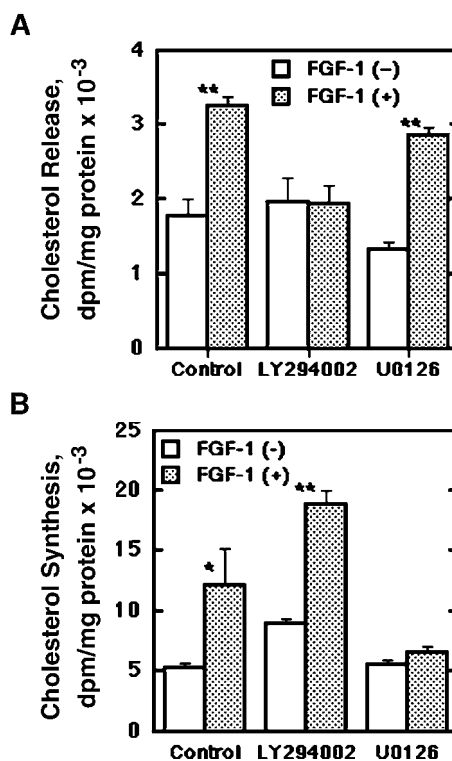 A
Cholesterol Release,
dpm/mg protein x 10-3
4
3
2
1
0
FGF-1 (–)
FGF-1 (+)
**
**
Control LY294002 U0126
B
Cholesterol Synthesis,
dpm/mg protein x 10-3
25
20
15
10
5
0
FGF-1 (-)
FGF-1 (+)
**
*
Control LY294002 U0126